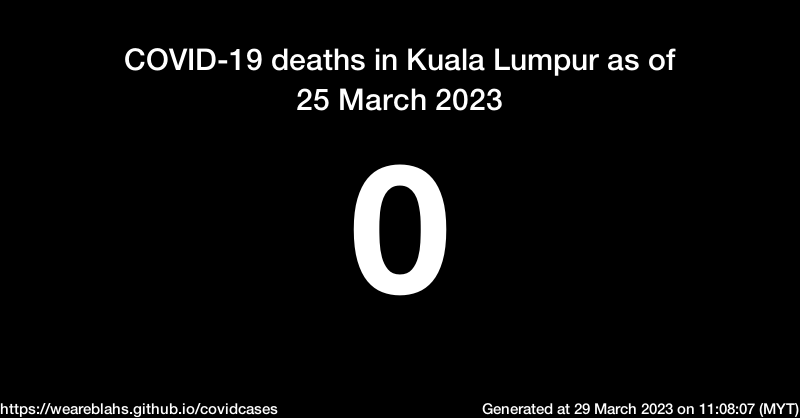 COVID-19 deaths in Kuala Lumpur as of
25 March 2023
0
https://weareblahs.github.io/covidcases
Generated at 29 March 2023 on 11:08:07 (MYT)